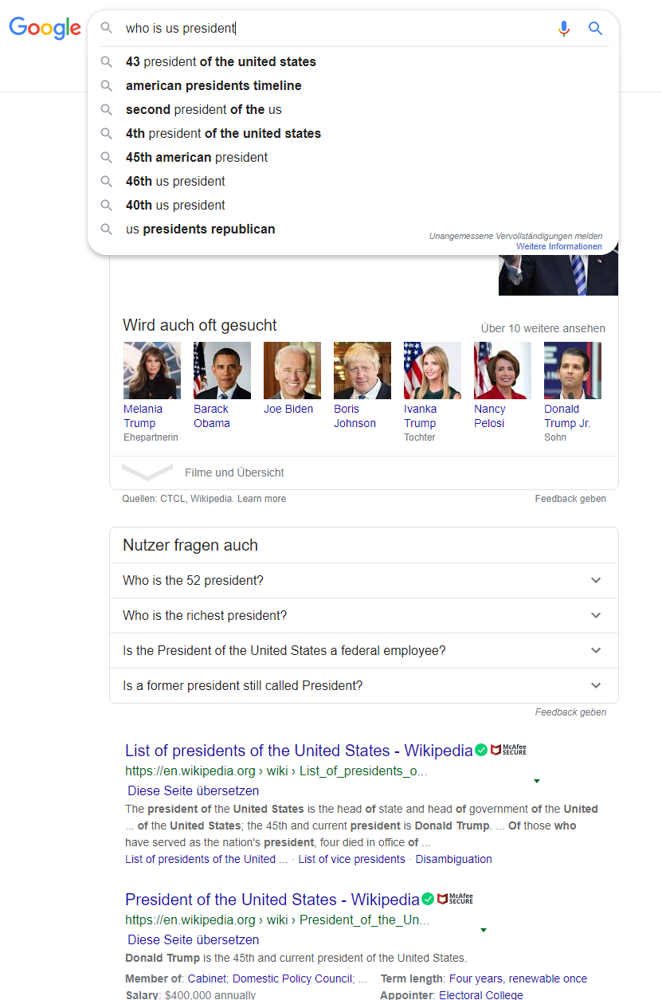 Google
who is us president
43 president of the united states
american presidents timeline
second president of the us
4th president of the united states
45th american president
46th us president
40th us president
us presidents republican
Unangemessene Vervollständigungen melden
Weitere Informationen
Wird auch oft gesucht
Über 10 weitere ansehen
Melania Trump
Ehepartnerin
Barack Obama
Joe Biden
Boris Johnson
Ivanka Trump
Tochter
Nancy Pelosi
Donald Trump Jr.
Sohn
Filme und Übersicht
Quellen: CTCL, Wikipedia. Learn more
Feedback geben
Nutzer fragen auch
Who is the 52 president?
Who is the richest president?
Is the President of the United States a federal employee?
Is a former president still called President?
Feedback geben
List of presidents of the United States - Wikipedia McAfee SECURE
https://en.wikipedia.org › wiki › List_of_presidents_o...
Diese Seite übersetzen
The president of the United States is the head of state and head of government of the United
... of the United States; the 45th and current president is Donald Trump. ... Of those who
have served as the nation's president, four died in office of ...
List of presidents of the United ... · List of vice presidents · Disambiguation
President of the United States - Wikipedia McAfee SECURE
https://en.wikipedia.org › wiki › President_of_the_Un...
Diese Seite übersetzen
Donald Trump is the 45th and current president of the United States.
Member of: Cabinet; Domestic Policy Council; ... Term length: Four years, renewable once
Salary: $400,000 annually Appointer: Electoral College